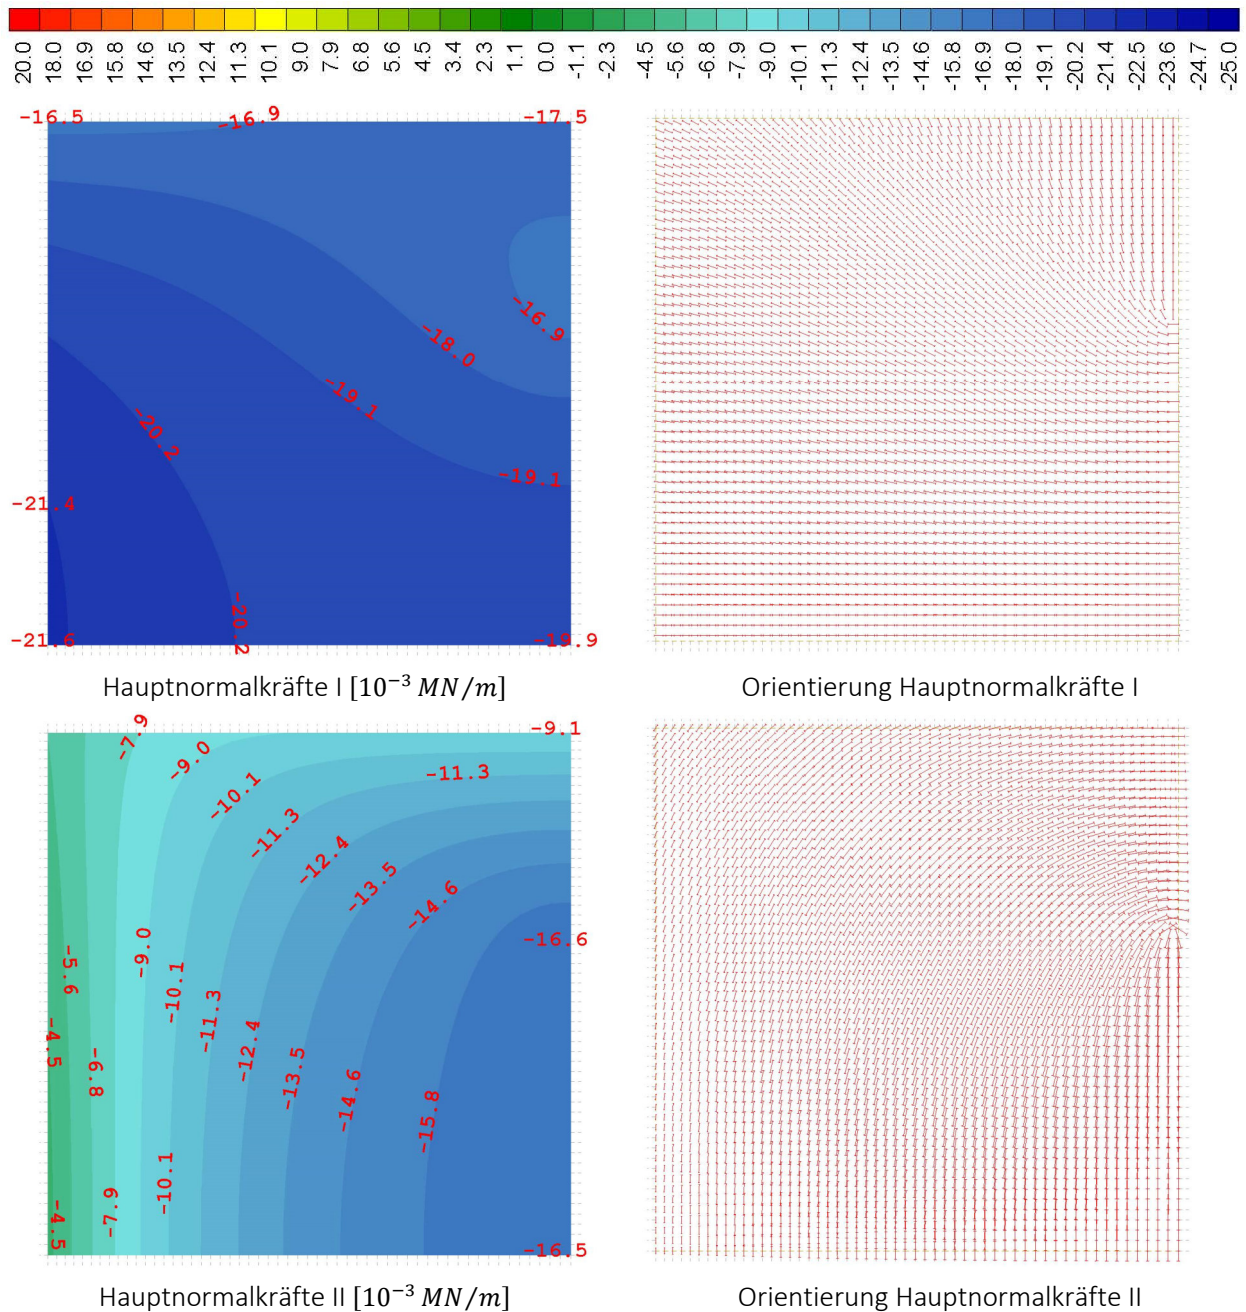 20.0 18.0 16.9 15.8 14.6 13.5 12.4 11.3 10.1 9.0 7.9 6.8 5.6 4.5 3.4 2.3 1.1 0.0 -1.1 -2.3 -4.5 -5.6 -6.8 -7.9 -9.0 -10.1 -11.3 -12.4 -13.5 -14.6 -15.8 -16.9 -18.0 -19.1 -20.2 -21.4 -22.5 -23.6 -24.7 -25.0
-16.5 -16.9 -17.5
-16.9
-18.0
-19.1
-20.2
-19.1
-21.4
-20.2
-21.6 -19.9
Hauptnormalkräfte I [10⁻³ MN/m]
Orientierung Hauptnormalkräfte I
-7.9 -9.0 -9.1
-10.1 -11.3
-11.3
-12.4
-13.5
-14.6
-5.6 -9.0 -16.6
-10.1
-11.3
-4.5 -12.4
-6.8 -13.5
-14.6
-15.8
-10.1
-4.5 -7.9 -16.5
Hauptnormalkräfte II [10⁻³ MN/m]
Orientierung Hauptnormalkräfte II